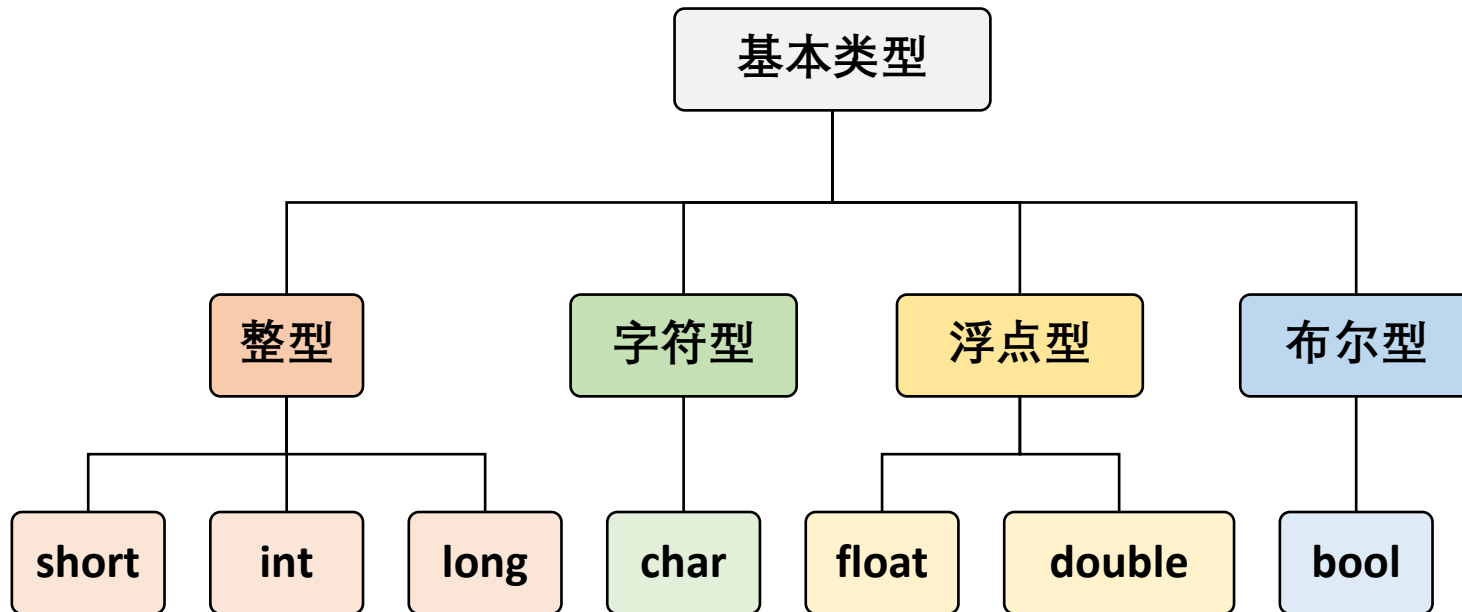 基本类型
整型
字符型
浮点型
布尔型
short
int
long
char
float
double
bool